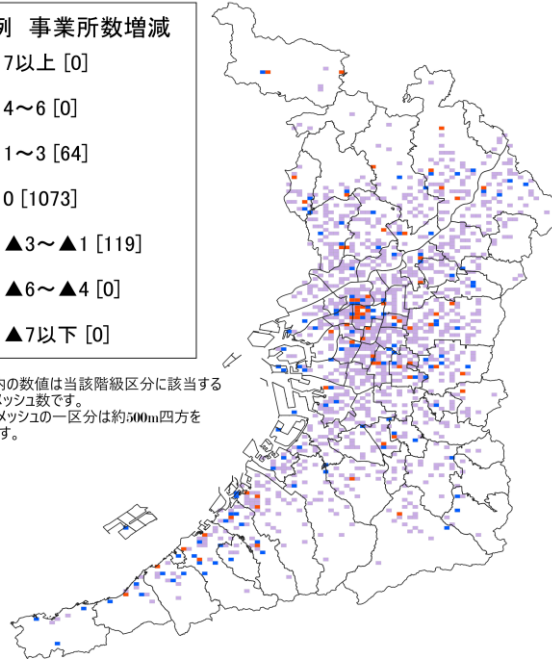 例 事業所数増減
7以上 [0]
4～6 [0]
1～3 [64]
0 [1073]
▲3～▲1 [119]
▲6～▲4 [0]
▲7以下 [0]
内の数値は当該階級区分に該当する
メッシュ数です。
メッシュの一区分は約500m四方を
す。